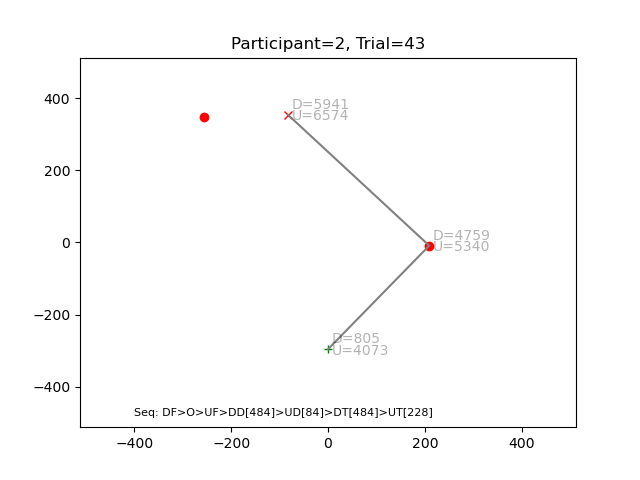 Participant=2, Trial=43
D=5941
U=6574
D=4759
U=5340
D=805
U=4073
Seq: DF>O>UF>DD[484]>UD[84]>DT[484]>UT[228]
400
200
0
−200
−400
−400 −200 0 200 400